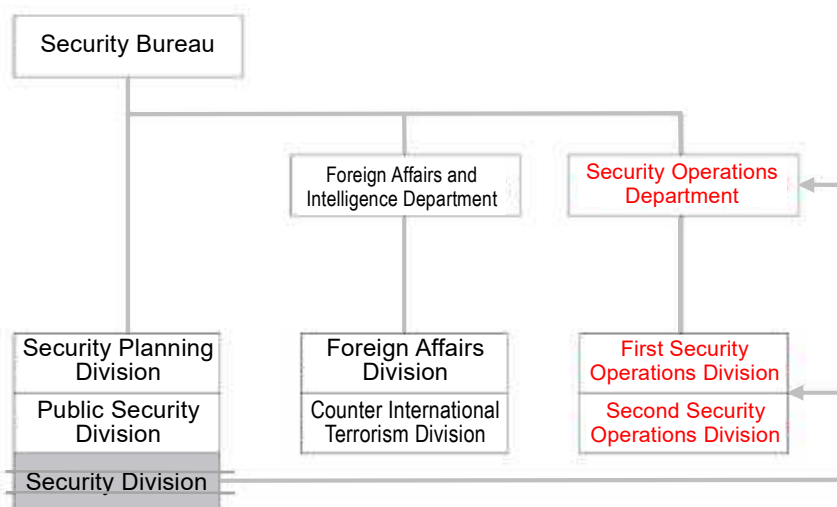 Security Bureau
Foreign Affairs and
Intelligence Department
Security Operations
Department
Security Planning
Division
Public Security
Division
Security Division
Foreign Affairs
Division
Counter International
Terrorism Division
First Security
Operations Division
Second Security
Operations Division